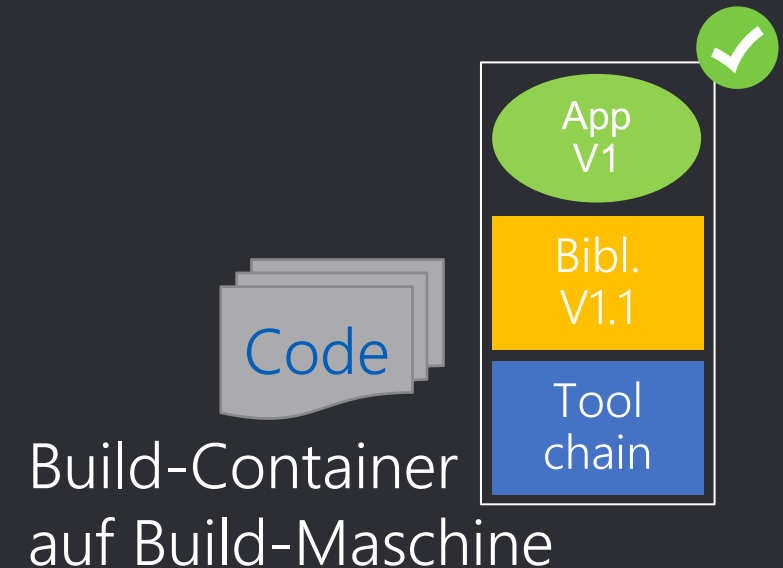 App
V1
Bibl.
V1.1
Code
Tool
chain
Build-Container
auf Build-Maschine